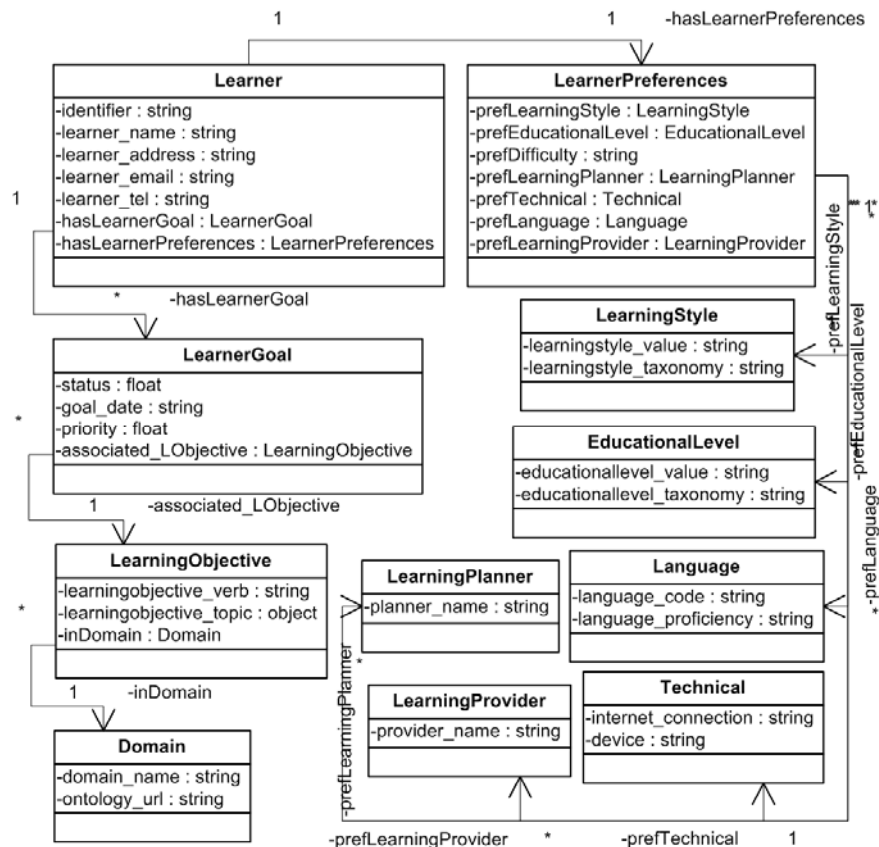 1
1
-hasLearnerPreferences
Learner
-identifier : string
-learner_name : string
-learner_address : string
-learner_email : string
-learner_tel : string
-hasLearnerGoal : LearnerGoal
-hasLearnerPreferences : LearnerPreferences
LearnerPreferences
-prefLearningStyle : LearningStyle
-prefEducationalLevel : EducationalLevel
-prefDifficulty : string
-prefLearningPlanner : LearningPlanner
-prefTechnical : Technical
-prefLanguage : Language
-prefLearningProvider : LearningProvider
1
*
-hasLearnerGoal
1
*
-prefLearningStyle
LearningStyle
-learningstyle_value : string
-learningstyle_taxonomy : string
LearnerGoal
-status : float
-goal_date : string
-priority : float
-associated_LObjective : LearningObjective
*
1
-associated_LObjective
-prefEducationalLevel
EducationalLevel
-educationallevel_value : string
-educationallevel_taxonomy : string
LearningObjective
-learningobjective_verb : string
-learningobjective_topic : object
-inDomain : Domain
*
1
-inDomain
LearningPlanner
-planner_name : string
*
-prefLearningPlanner
Language
-language_code : string
-language_proficiency : string
*
-prefLanguage
Domain
-domain_name : string
-ontology_url : string
LearningProvider
-provider_name : string
Technical
-internet_connection : string
-device : string
-prefLearningProvider
*
-prefTechnical
1